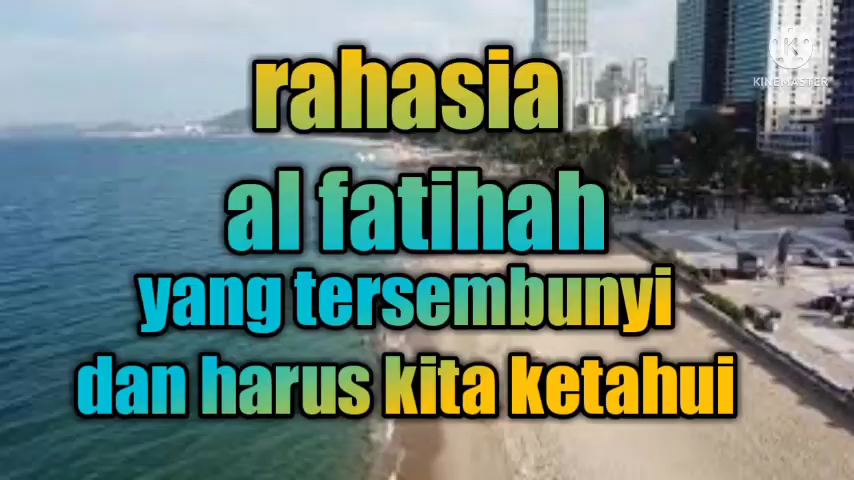 KINEMASTER
rahasia
al fatihah
yang tersembunyi
dan harus kita ketahui